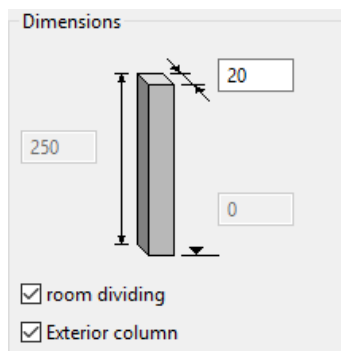 Dimensions
20
250
0
room dividing
Exterior column